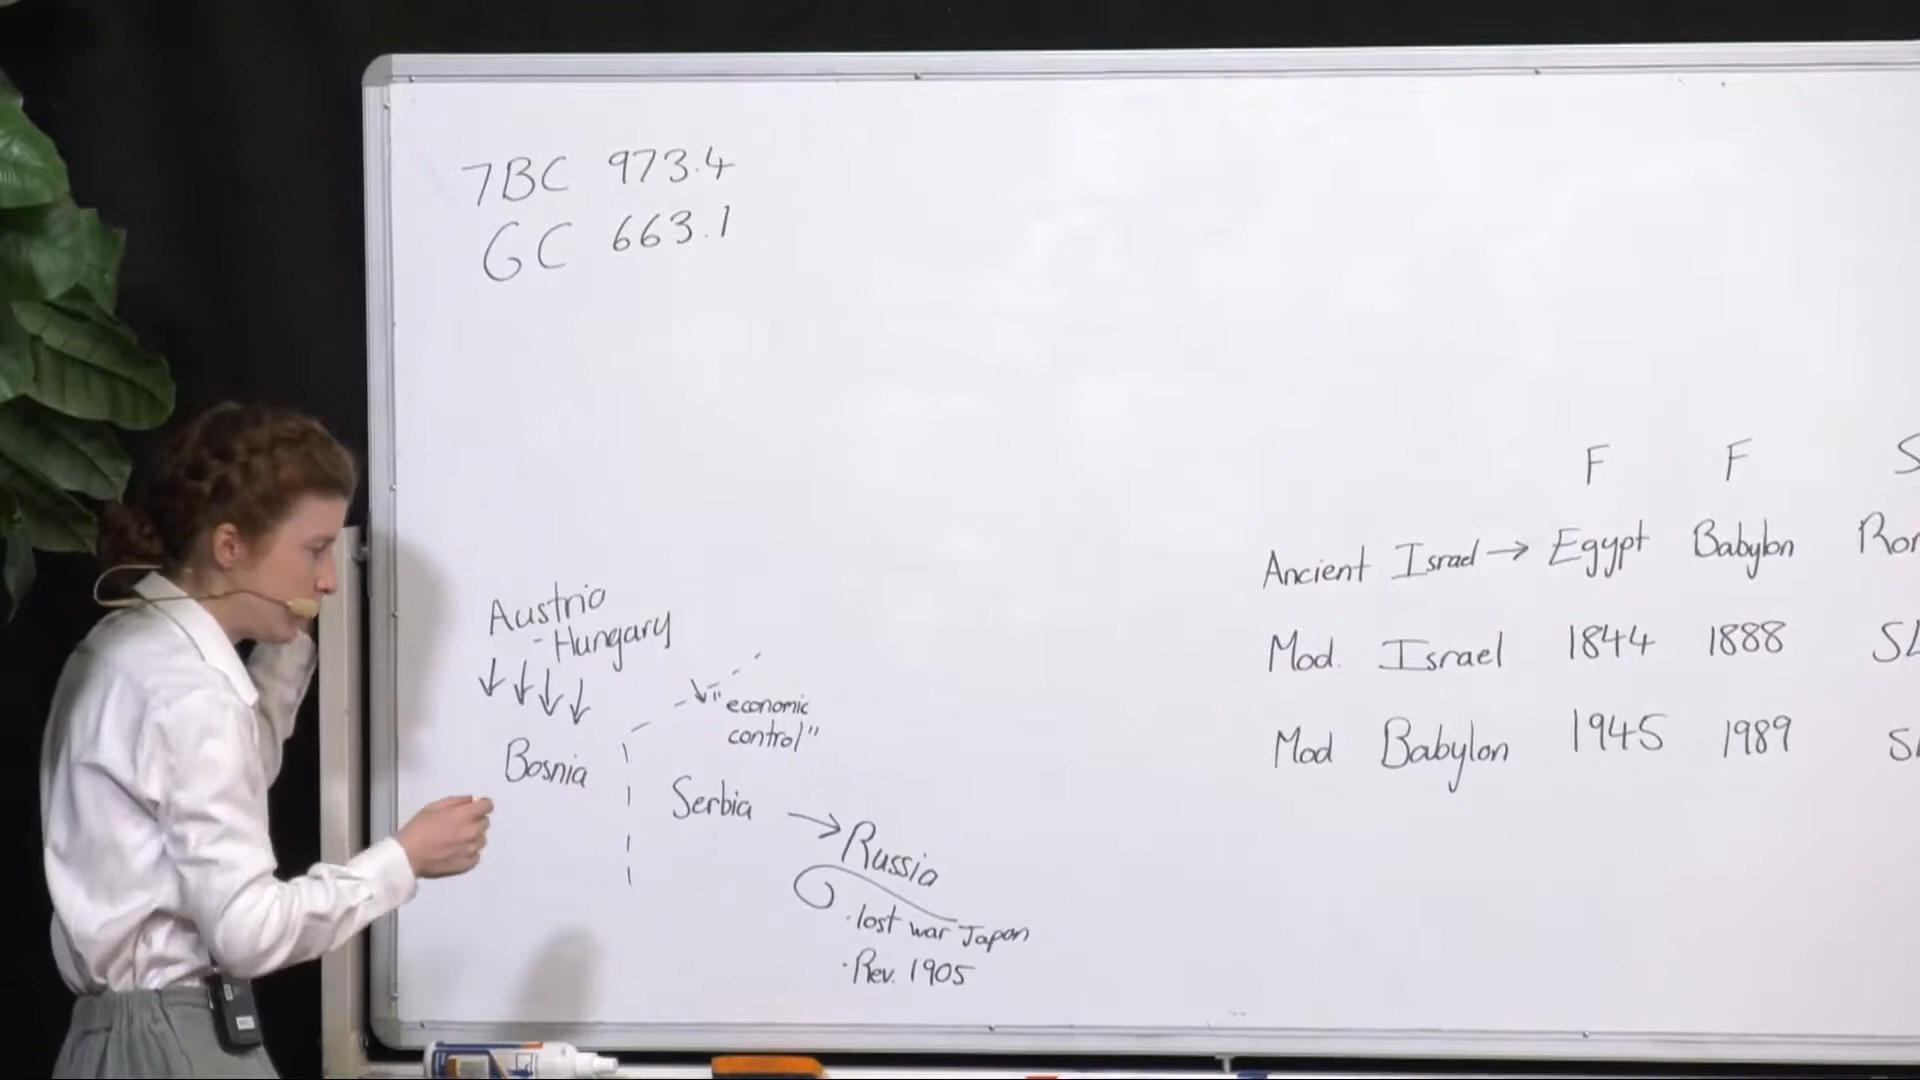 7BC 973.4
GC 663.1
F F S
Ancient Israel → Egypt Babylon
Mod. Israel 1844 1888
Mod Babylon 1945 1989
Austria
- Hungary
"economic
control"
Bosnia
Serbia → Russia
· lost war Japan
· Rev. 1905